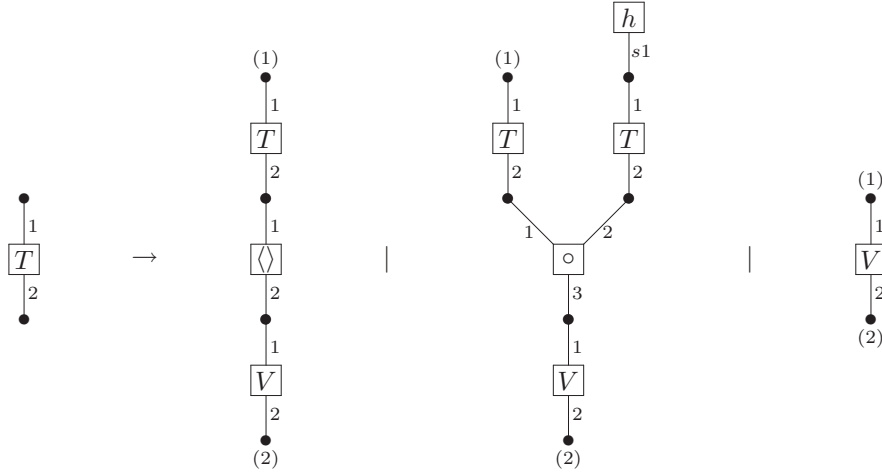 h
(1) (1) s1
1 1 1
T T T
2 2 2 (1)
1 1 1 2 1
T → ⟨⟩ | ∘ | V
2 2 3 2
(2)
1 1
V V
2 2
(2) (2)